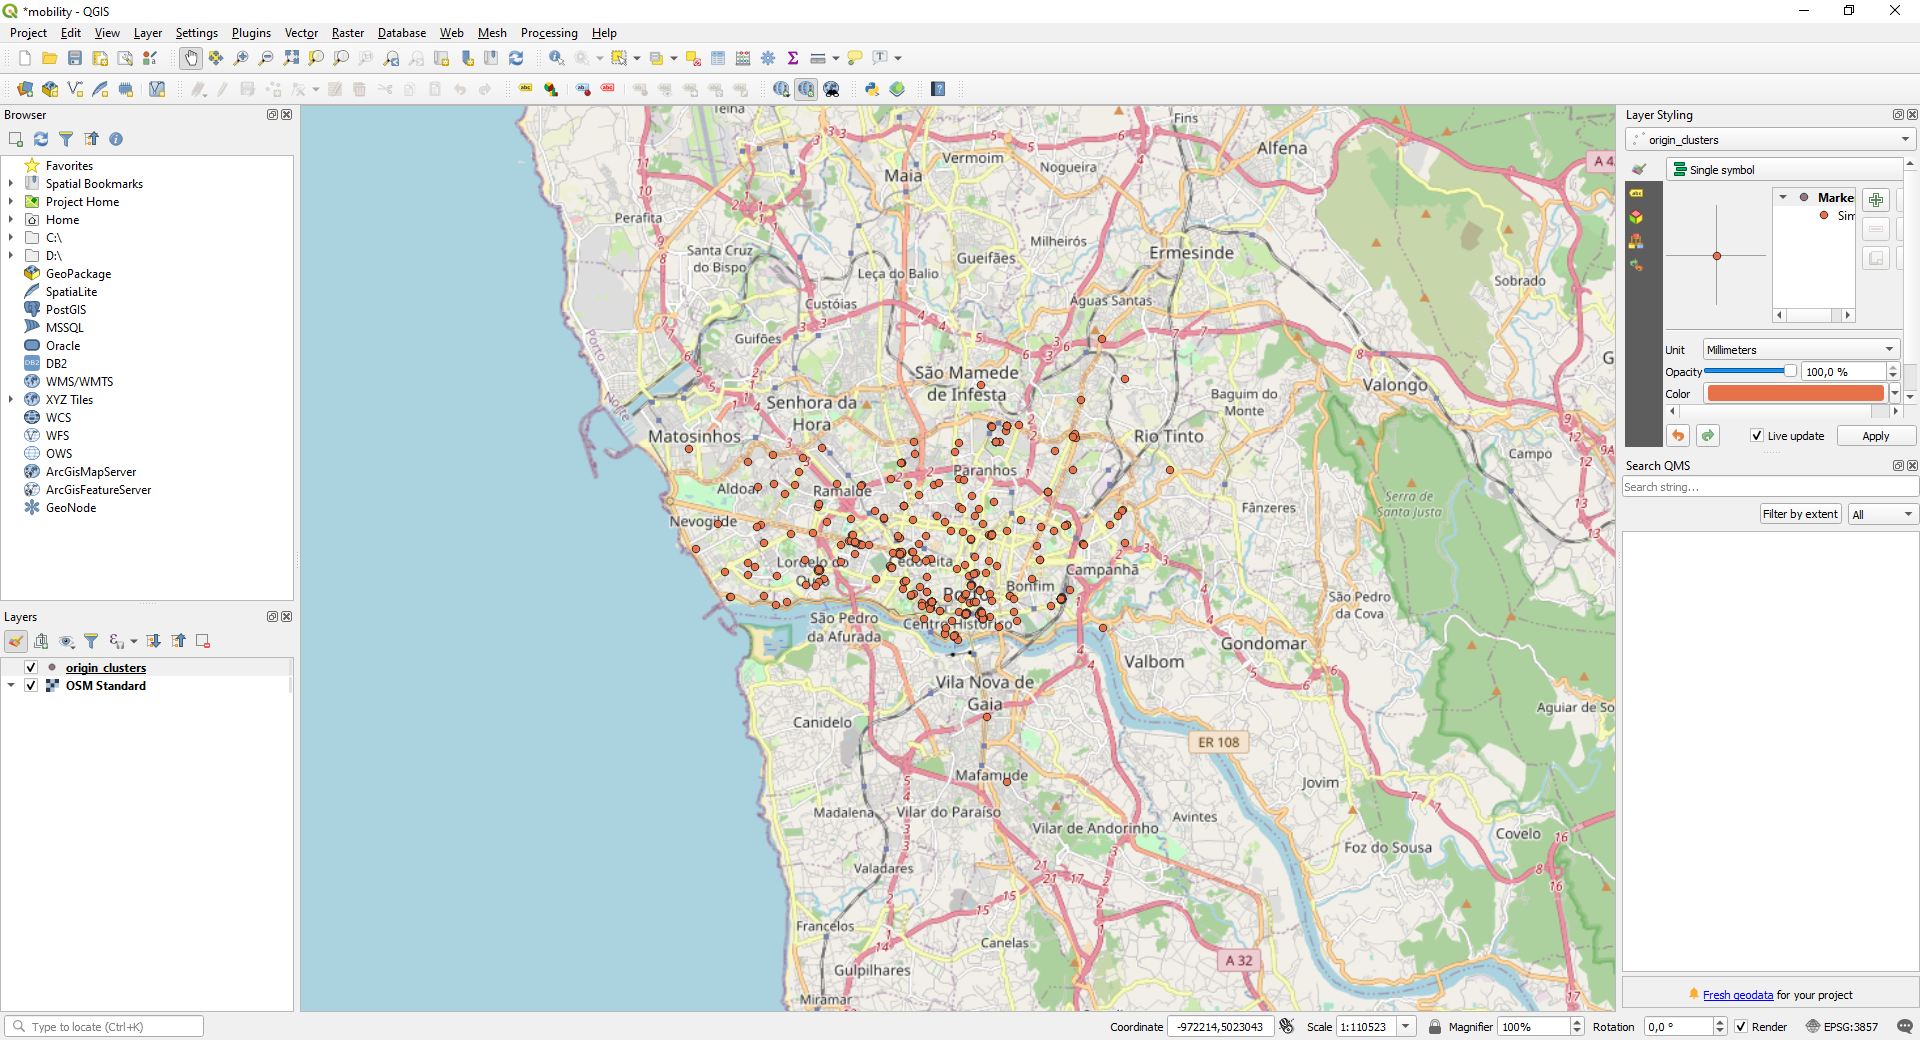 *mobility - QGIS
Project Edit View Layer Settings Plugins Vector Raster Database Web Mesh Processing Help
Browser
Favorites
Spatial Bookmarks
Project Home
Home
C:\
D:\
GeoPackage
SpatiaLite
PostGIS
MSSQL
Oracle
DB2
WMS/WMTS
XYZ Tiles
WCS
WFS
OWS
ArcGisMapServer
ArcGisFeatureServer
GeoNode
Layers
origin_clusters
OSM Standard
Type to locate (Ctrl+K)
Telha
Fins
Vermoim
Nogueira
Alfena
A 4
Maia
Perafita
Santa Cruz
do Bispo
Milheirós
Gueifães
Ermesinde
Leça do Balio
Sobrado
Custóias
Águas Santas
Guifões
Porto
Norte
São Mamede
de Infesta
Valongo
Senhora da
Hora
Baguim do
Monte
Matosinhos
Rio Tinto
Campo
Paranhos
Aldoa
Ramalde
Serra de
Santa Justa
Nevogilde
Fânzeres
Lordelo do
Cedofeita
Campanhã
Bonfim
São Pedro
da Cova
Centro Histórico
São Pedro
da Afurada
Gondomar
Valbom
Vila Nova de
Gaia
Canidelo
Aguiar de So
ER 108
Mafamude
Jovim
Madalena
Vilar do Paraíso
Avintes
Vilar de Andorinho
Covelo
Foz do Sousa
Valadares
Francelos
Canelas
A 32
Gulpilhares
Miramar
Layer Styling
origin_clusters
Single symbol
Marke
Sim
Unit Millimeters
Opacity 100,0 %
Color
Live update Apply
Search QMS
Search string...
Filter by extent All
Fresh geodata for your project
Coordinate -972214,5023043 Scale 1:110523 Magnifier 100% Rotation 0,0 ° Render EPSG:3857